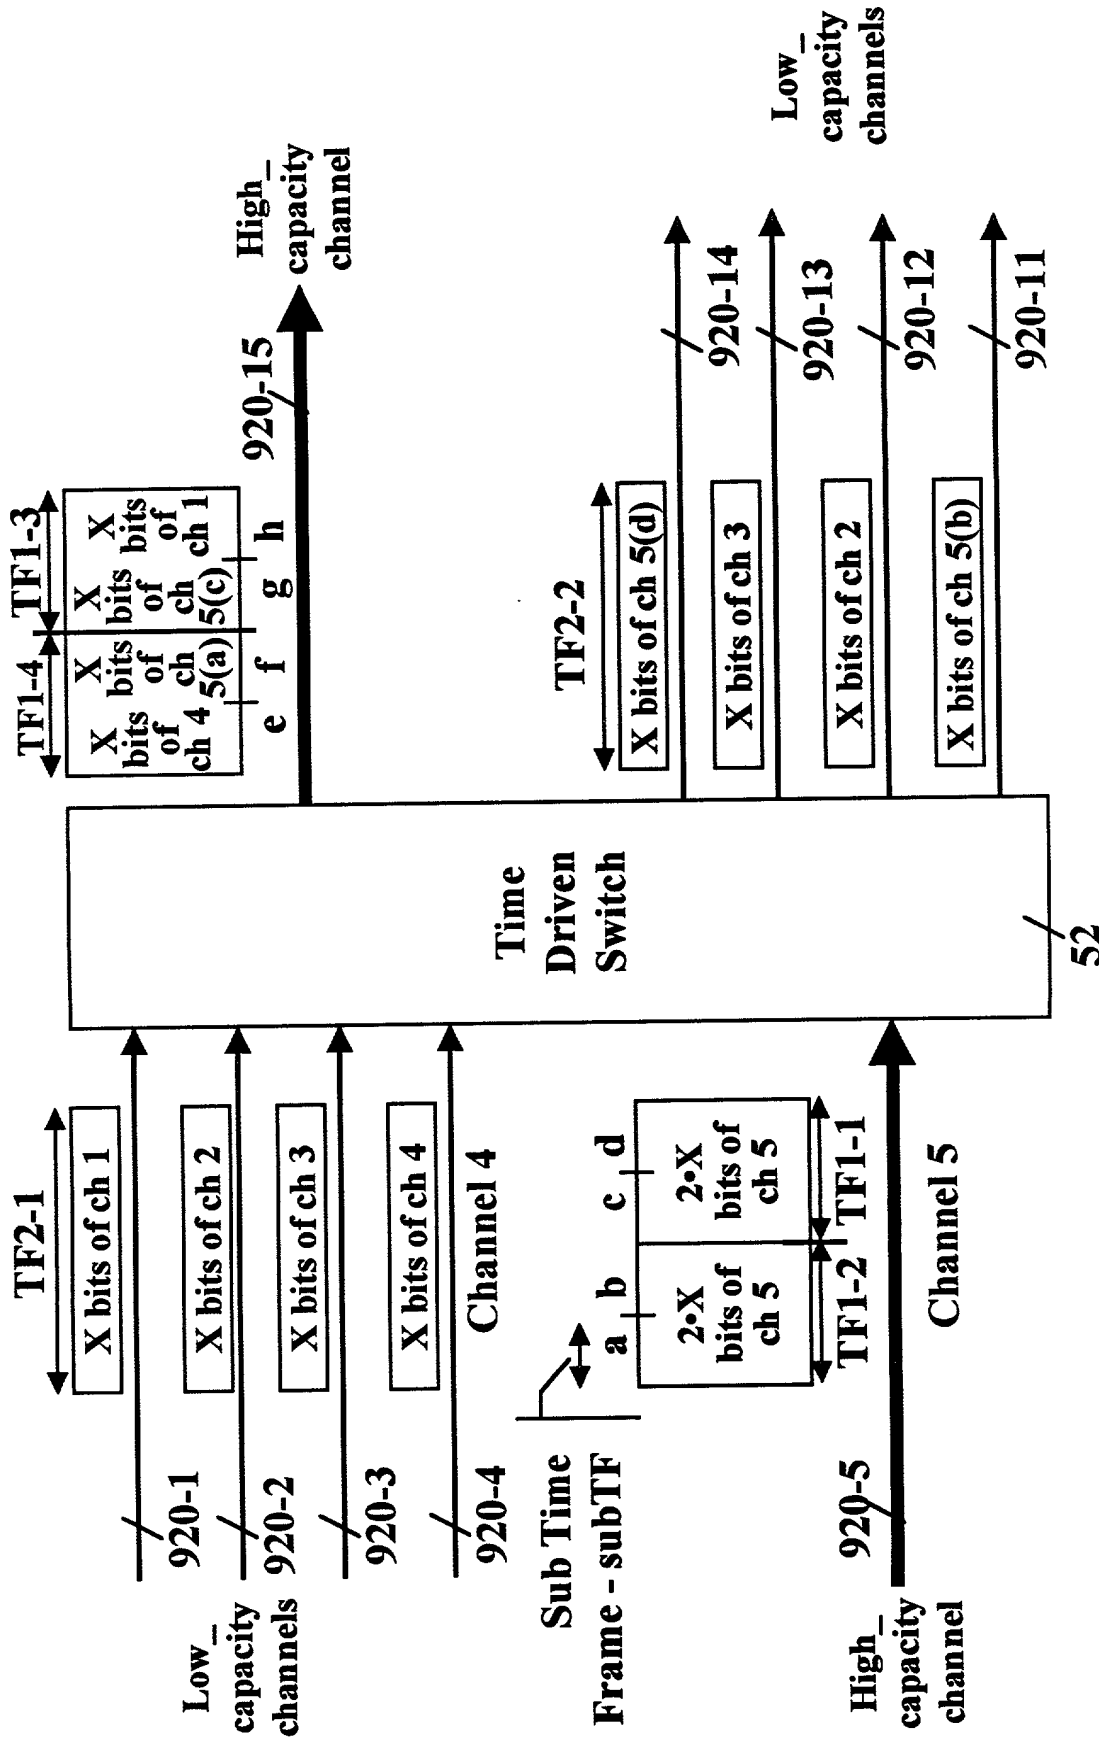 TF2-1
X bits of ch 1
920-1
X bits of ch 2
920-2
X bits of ch 3
920-3
X bits of ch 4
920-4
Channel 4
Low_
capacity
channels
Sub Time
Frame - subTF
a
b
c
d
2•X
bits of
ch 5
2•X
bits of
ch 5
TF1-2
TF1-1
920-5
Channel 5
High_
capacity
channel
Time
Driven
Switch
52
TF1-4
TF1-3
X
bits
of
ch 4
X
bits
of
ch
5(a)
X
bits
of
ch
5(c)
X
bits
of
ch 1
e
f
g
h
920-15
High_
capacity
channel
TF2-2
X bits of ch 5(d)
920-14
X bits of ch 3
920-13
X bits of ch 2
920-12
X bits of ch 5(b)
920-11
Low_
capacity
channels